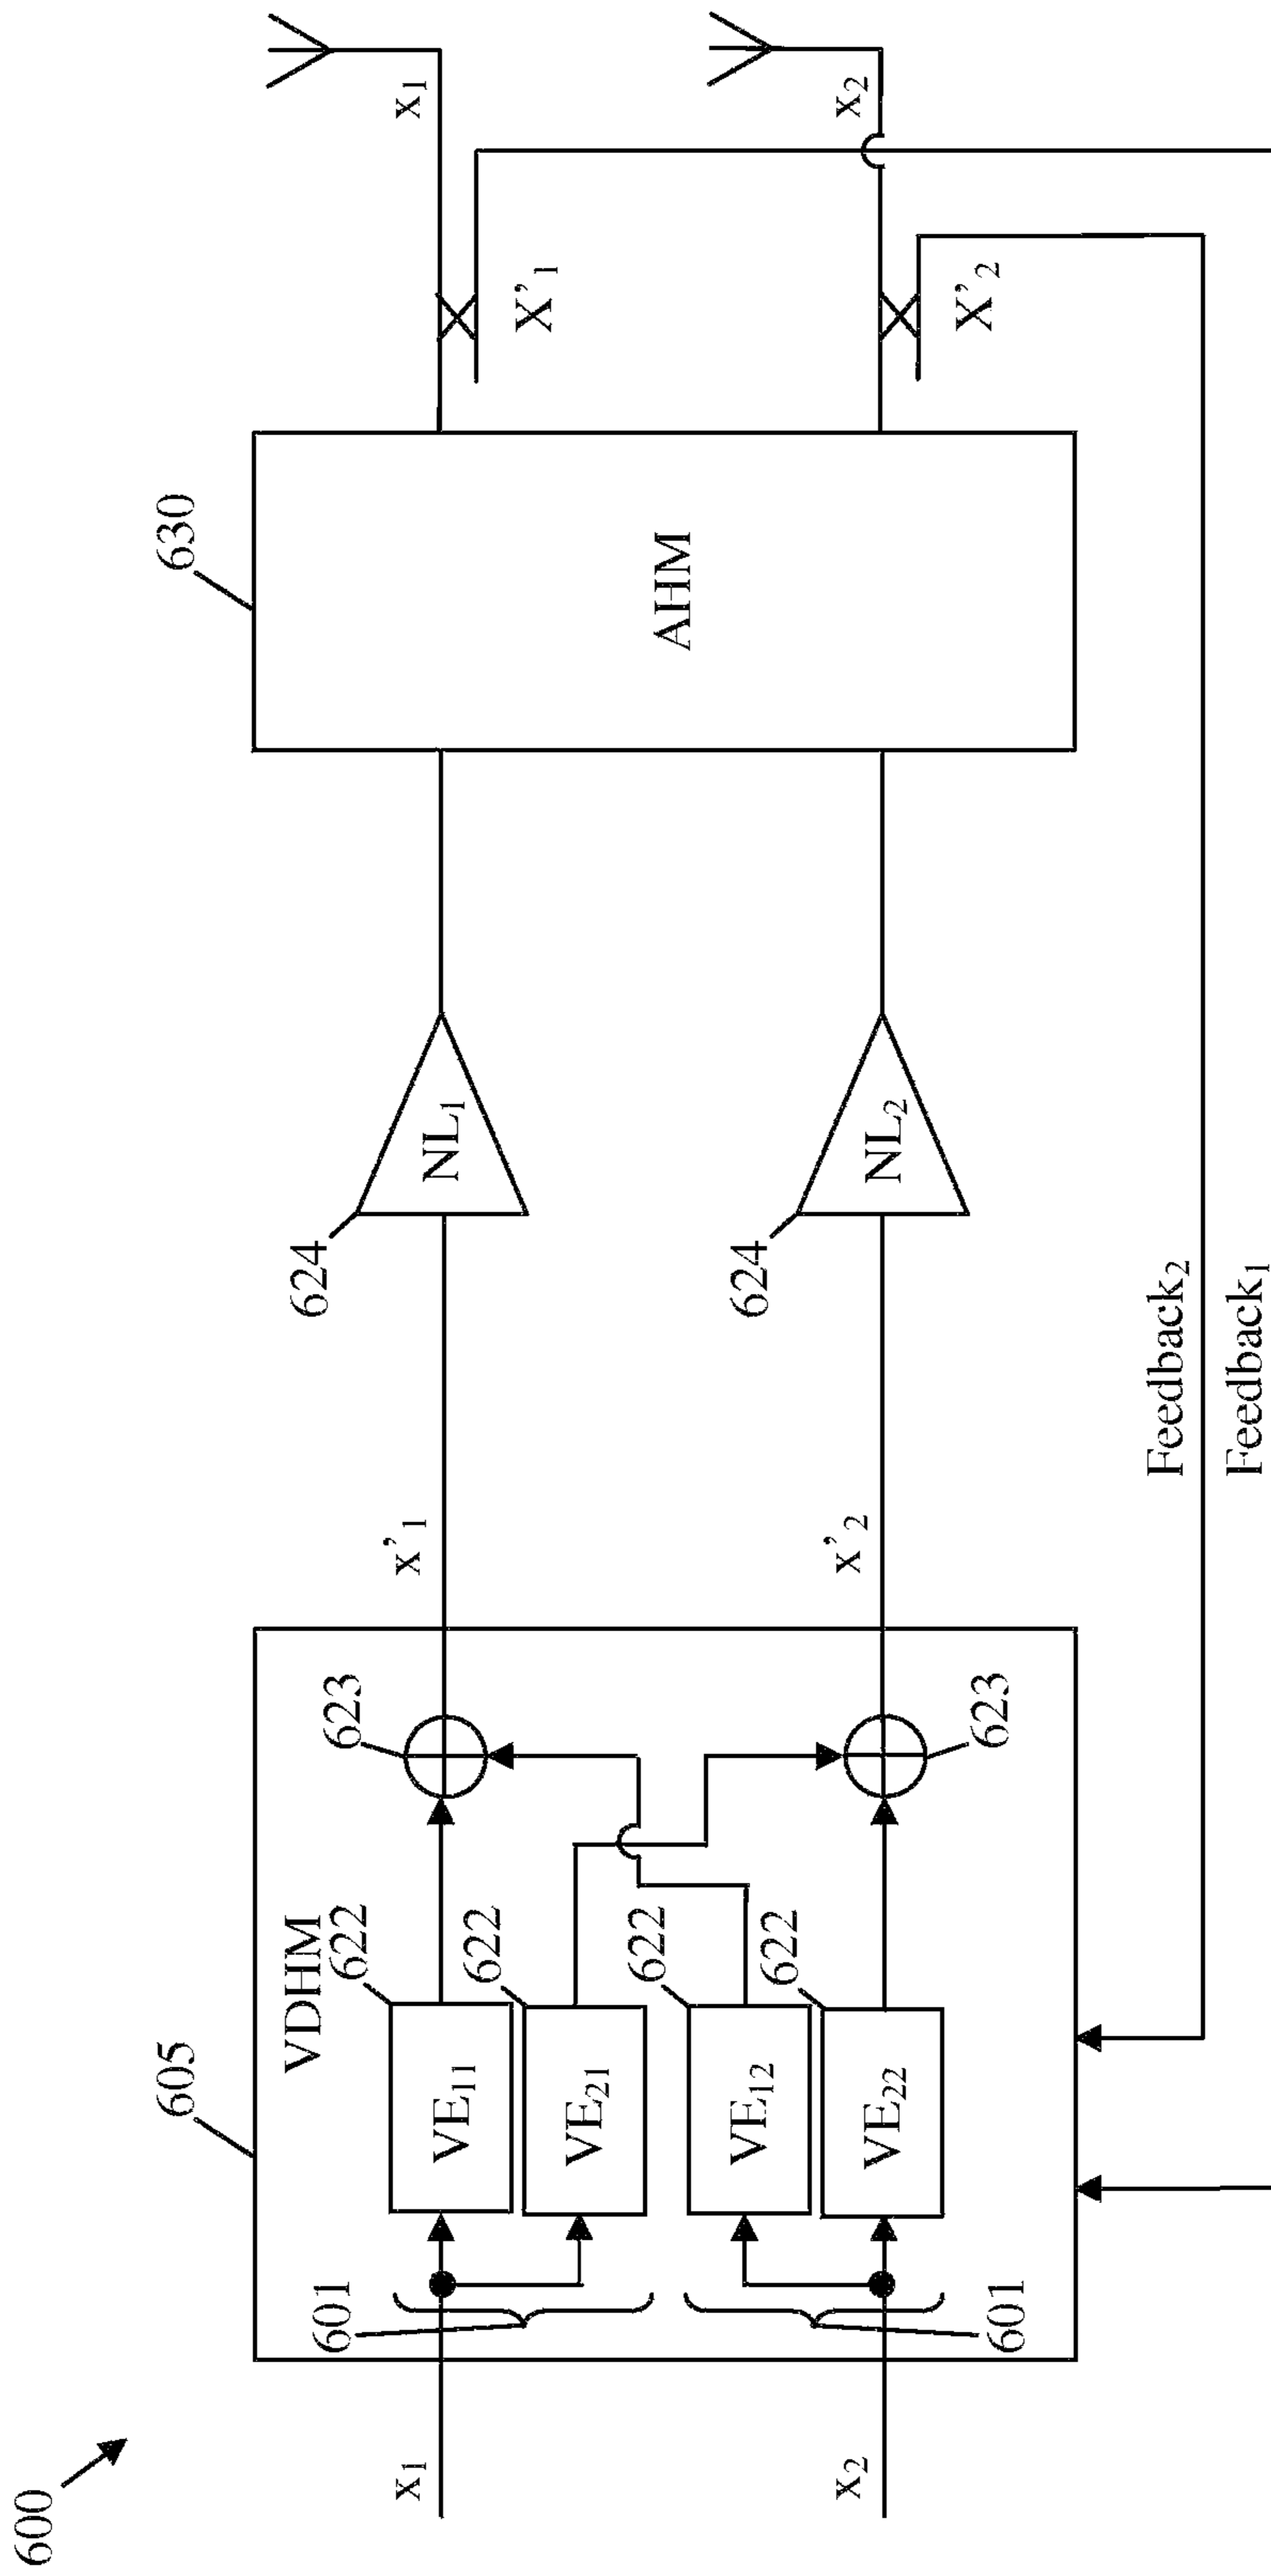 600
605
VDHM
601
x₁
VE₁₁
622
VE₂₁
622
VE₁₂
622
VE₂₂
622
x₂
601
623
623
x’₁
x’₂
624
NL₁
624
NL₂
630
AHM
X’₁
x₁
X’₂
x₂
Feedback₂
Feedback₁